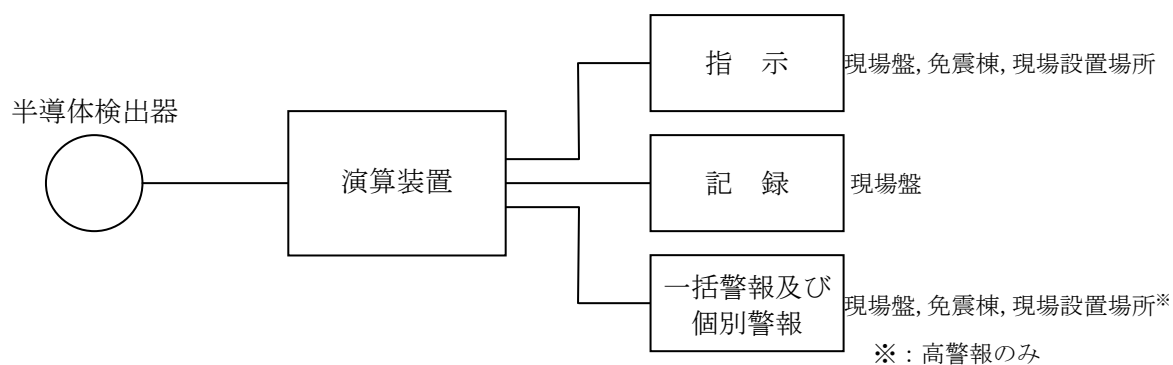 指　示
現場盤, 免震棟, 現場設置場所
半導体検出器
演算装置
記　録
現場盤
一括警報及び
個別警報
現場盤, 免震棟, 現場設置場所※
※：高警報のみ